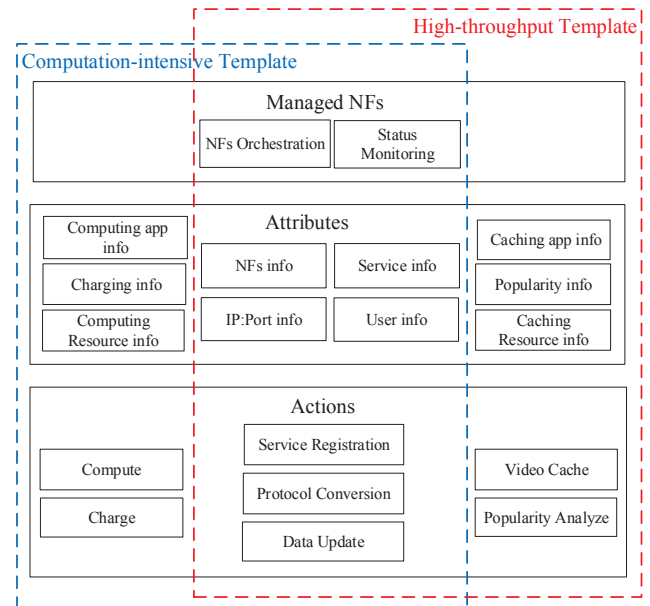 High-throughput Template
Computation-intensive Template
Managed NFs
NFs Orchestration
Status
Monitoring
Attributes
Computing app
info
Charging info
Computing
Resource info
NFs info
Service info
IP:Port info
User info
Caching app info
Popularity info
Caching
Resource info
Actions
Compute
Charge
Service Registration
Protocol Conversion
Data Update
Video Cache
Popularity Analyze